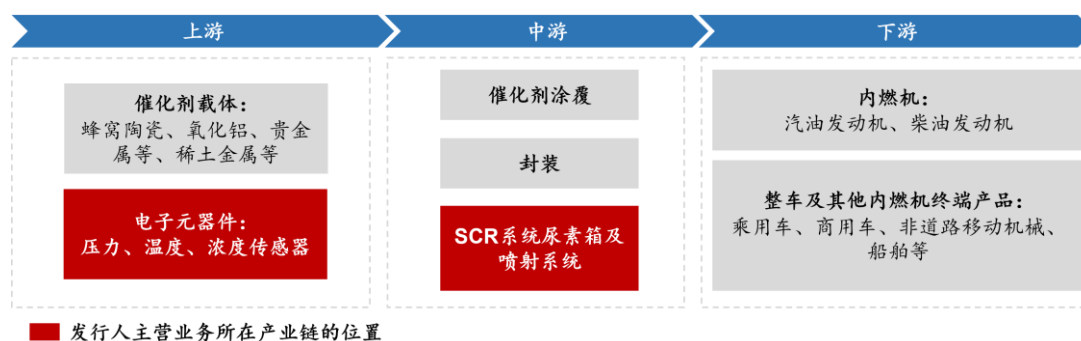 上游
中游
下游
催化剂载体：
蜂窝陶瓷、氧化铝、贵金
属等、稀土金属等
电子元器件：
压力、温度、浓度传感器
催化剂涂覆
封装
SCR系统尿素箱及
喷射系统
内燃机：
汽油发动机、柴油发动机
整车及其他内燃机终端产品：
乘用车、商用车、非道路移动机械、
船舶等
发行人主营业务所在产业链的位置